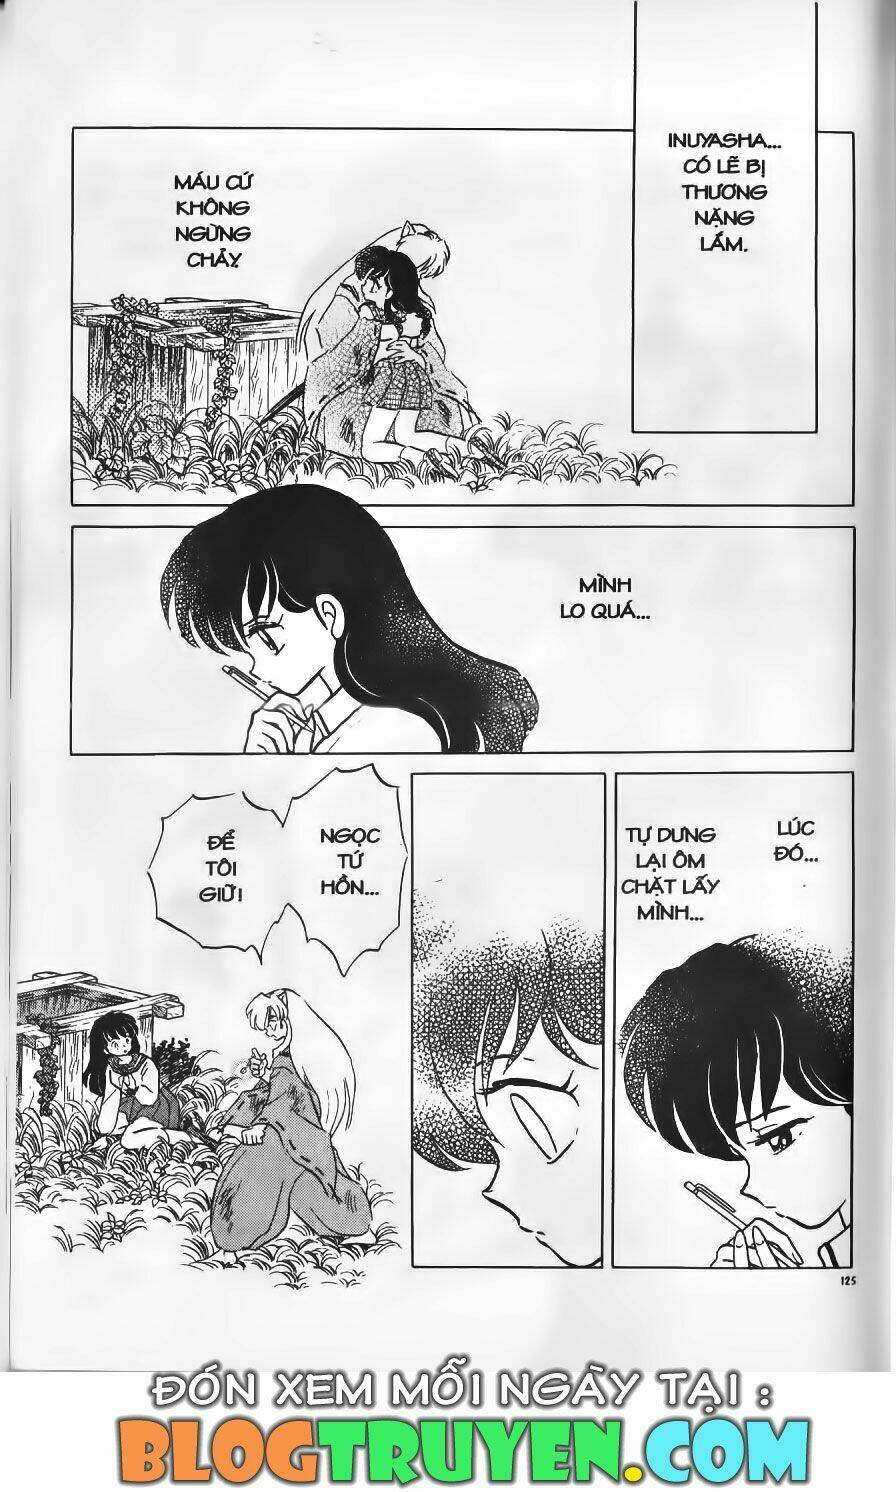 INUYASHA...
CÓ LẼ BỊ
THƯƠNG
NẶNG
LẮM.
MÁU CỨ
KHÔNG
NGỪNG
CHẢY.
MÌNH
LO QUÁ...
LÚC
ĐÓ...
TỰ DƯNG
LẠI ÔM
CHẶT LẤY
MÌNH...
NGỌC
TỨ
HỒN...
ĐỂ
TÔI
GIỮ!
125
ĐÓN XEM MỖI NGÀY TẠI :
BLOGTRUYEN.COM